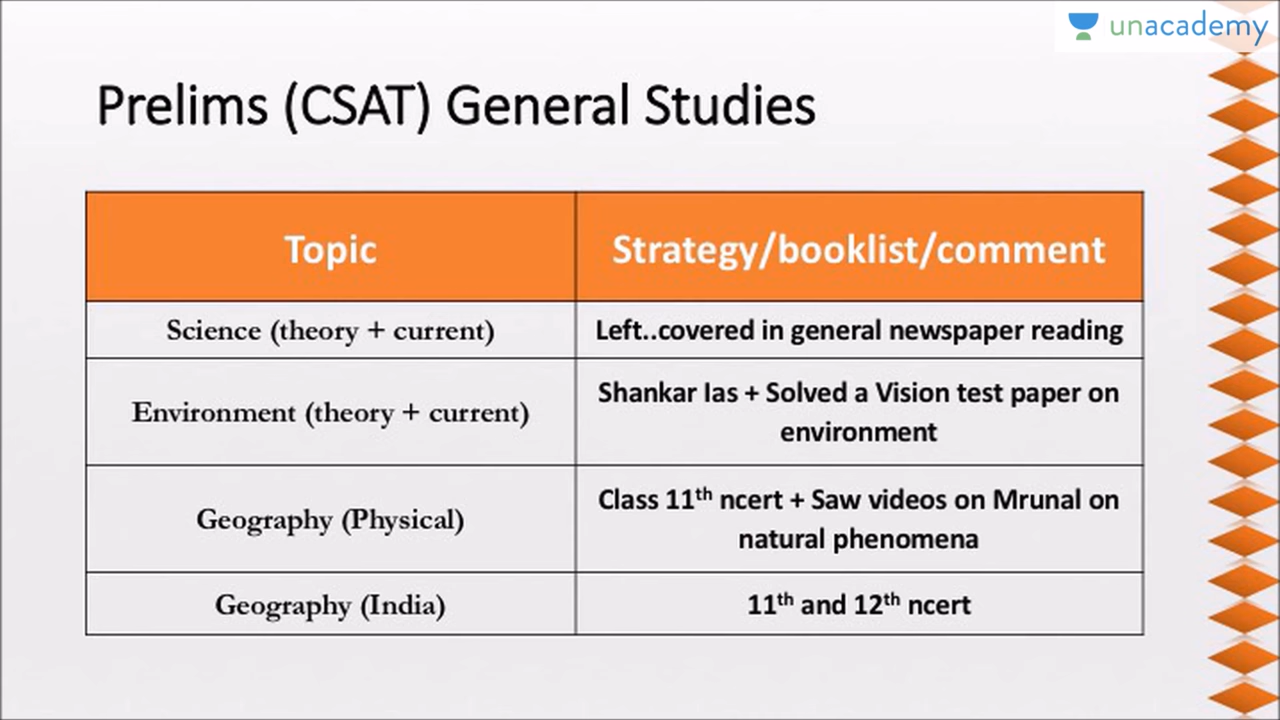 unacademy
Prelims (CSAT) General Studies
Topic
Strategy/booklist/comment
Science (theory + current)
Left..covered in general newspaper reading
Environment (theory + current)
Shankar Ias + Solved a Vision test paper on
environment
Geography (Physical)
Class 11th ncert + Saw videos on Mrunal on
natural phenomena
Geography (India)
11th and 12th ncert